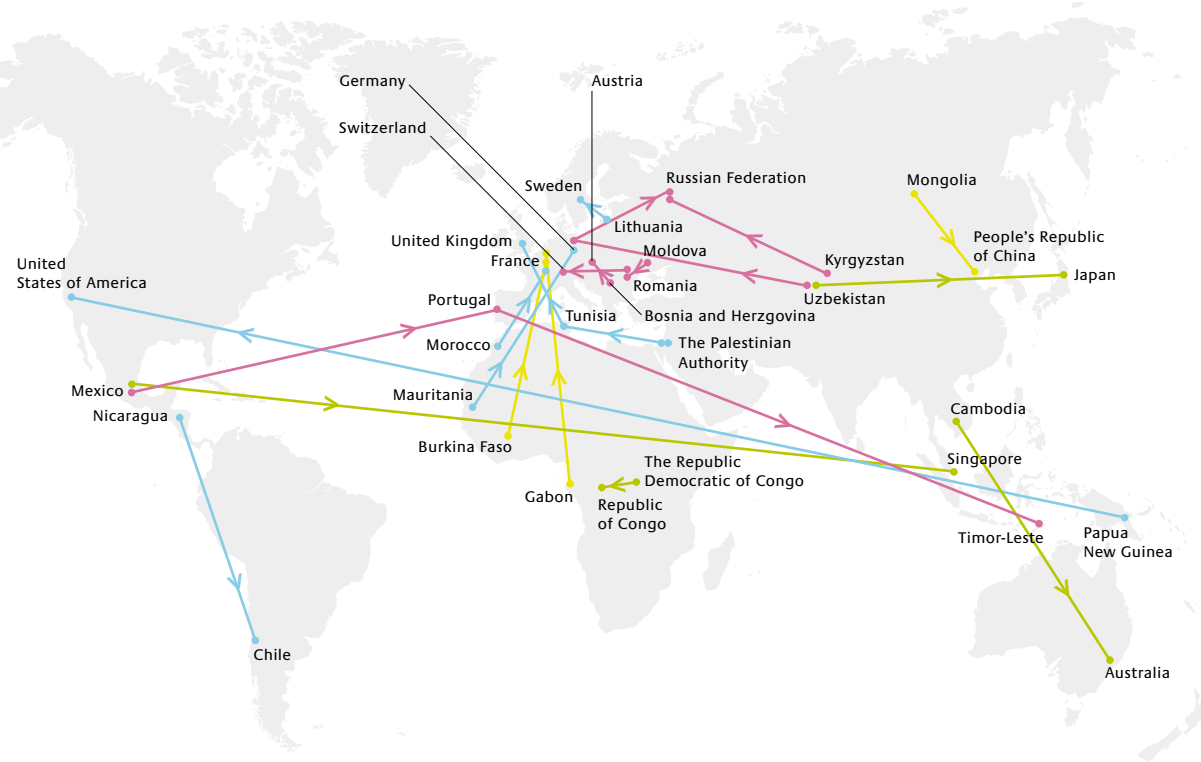 Germany
Austria
Switzerland
Russian Federation
Mongolia
Sweden
Lithuania
United Kingdom
People's Republic
of China
Moldova
France
Kyrgyzstan
United
States of America
Japan
Romania
Uzbekistan
Portugal
Tunisia
Bosnia and Herzgovina
Morocco
The Palestinian
Authority
Mexico
Mauritania
Nicaragua
Cambodia
Burkina Faso
Singapore
The Republic
Democratic of Congo
Gabon
Republic
of Congo
Timor-Leste
Papua
New Guinea
Chile
Australia